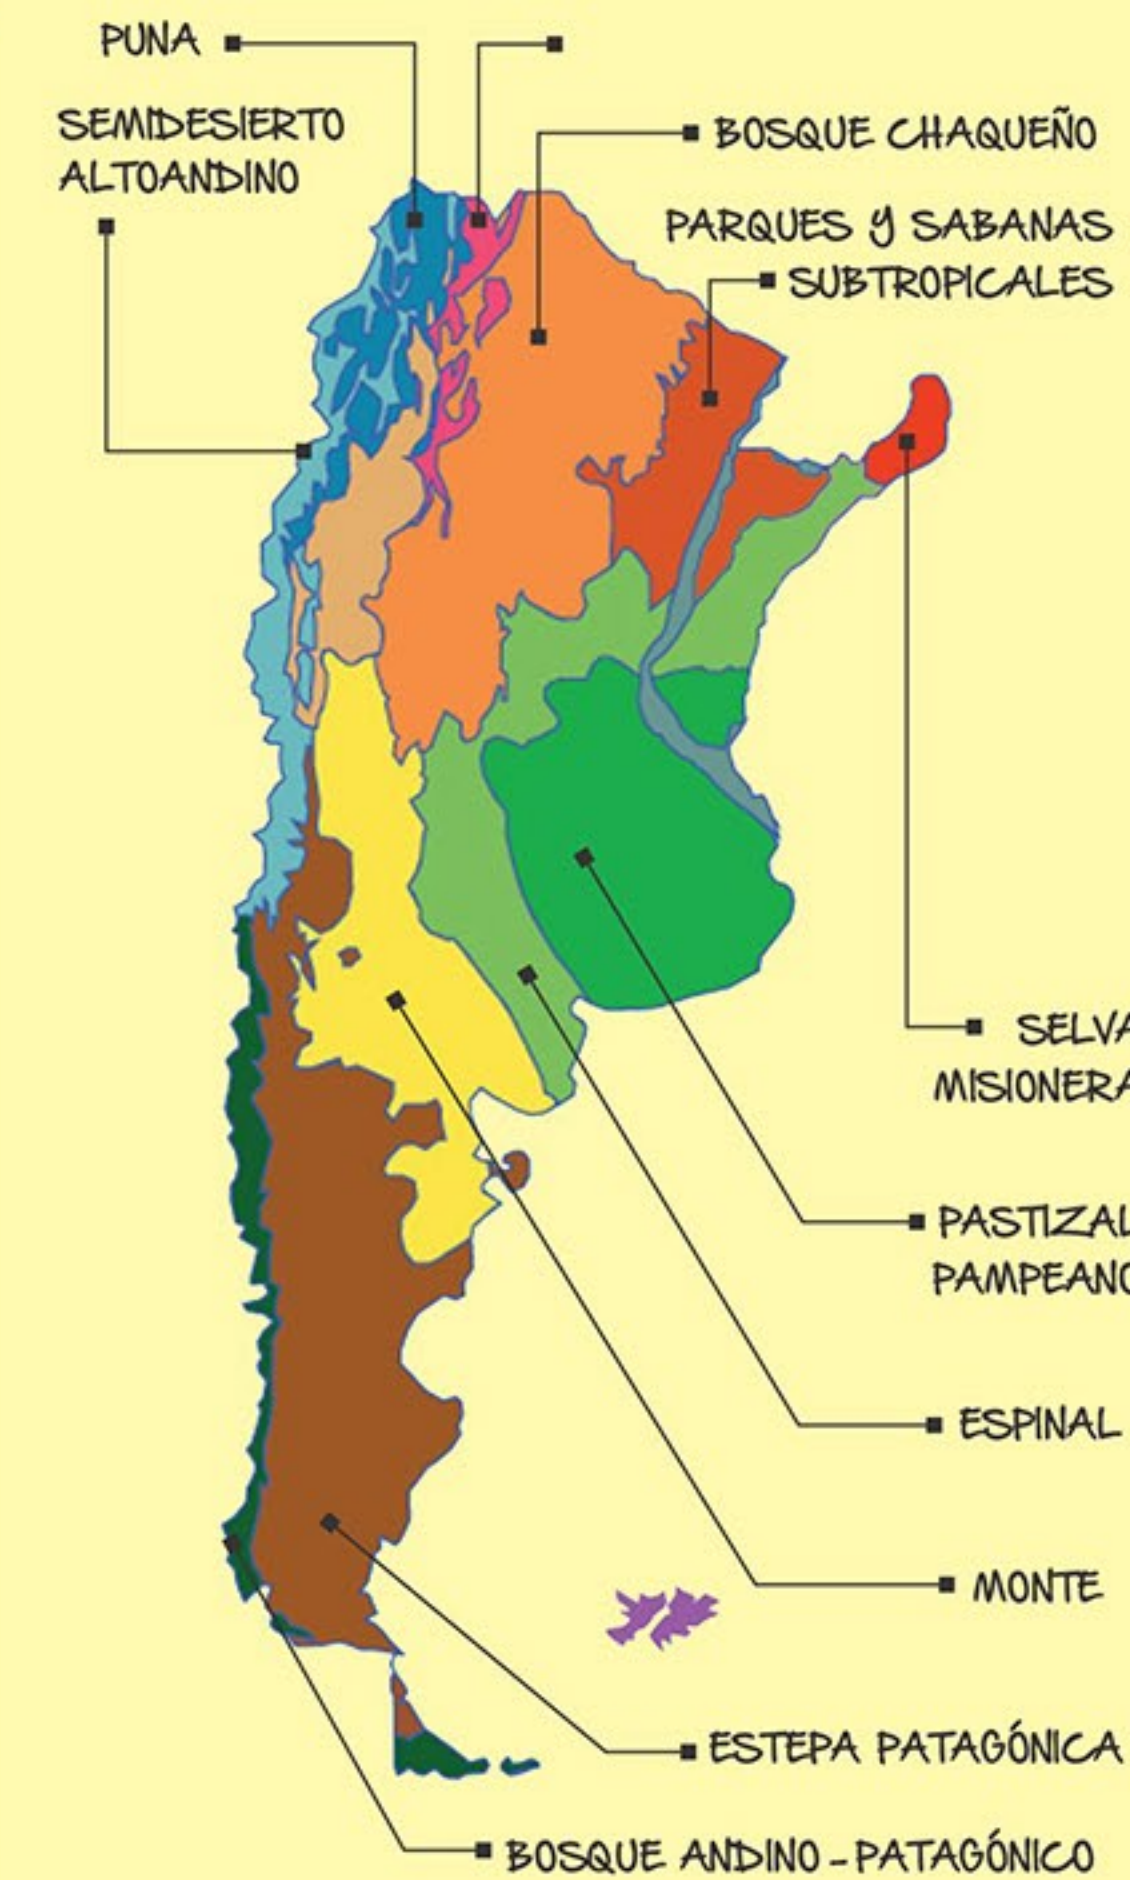 PUNA
SEMIDESIERTO
ALTOANDINO
BOSQUE CHAQUEÑO
PARQUES Y SABANAS
SUBTROPICALES
SELVA
MISIONERA
PASTIZAL
PAMPEANO
ESPINAL
MONTE
ESTEPA PATAGÓNICA
BOSQUE ANDINO - PATAGÓNICO